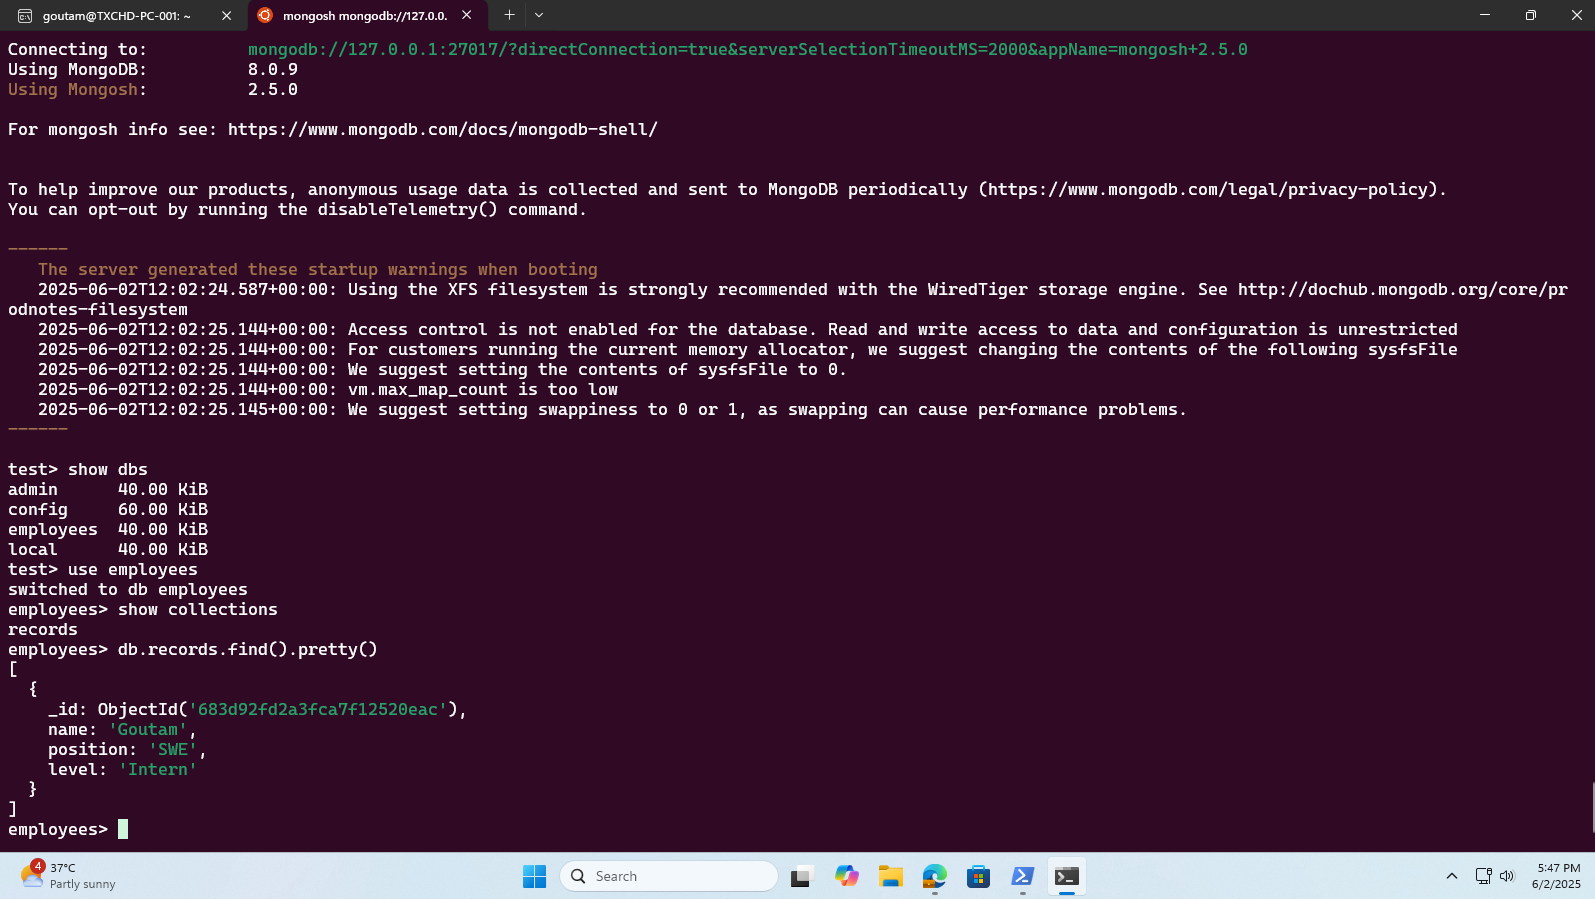 goutam@TXCHD-PC-001: ~
mongosh mongodb://127.0.0.
Connecting to: mongodb://127.0.0.1:27017/?directConnection=true&serverSelectionTimeoutMS=2000&appName=mongosh+2.5.0
Using MongoDB: 8.0.9
Using Mongosh: 2.5.0
For mongosh info see: https://www.mongodb.com/docs/mongodb-shell/
To help improve our products, anonymous usage data is collected and sent to MongoDB periodically (https://www.mongodb.com/legal/privacy-policy).
You can opt-out by running the disableTelemetry() command.
------
The server generated these startup warnings when booting
2025-06-02T12:02:24.587+00:00: Using the XFS filesystem is strongly recommended with the WiredTiger storage engine. See http://dochub.mongodb.org/core/pr
odnotes-filesystem
2025-06-02T12:02:25.144+00:00: Access control is not enabled for the database. Read and write access to data and configuration is unrestricted
2025-06-02T12:02:25.144+00:00: For customers running the current memory allocator, we suggest changing the contents of the following sysfsFile
2025-06-02T12:02:25.144+00:00: We suggest setting the contents of sysfsFile to 0.
2025-06-02T12:02:25.144+00:00: vm.max_map_count is too low
2025-06-02T12:02:25.145+00:00: We suggest setting swappiness to 0 or 1, as swapping can cause performance problems.
------
test> show dbs
admin 40.00 KiB
config 60.00 KiB
employees 40.00 KiB
local 40.00 KiB
test> use employees
switched to db employees
employees> show collections
records
employees> db.records.find().pretty()
[
{
_id: ObjectId('683d92fd2a3fca7f12520eac'),
name: 'Goutam',
position: 'SWE',
level: 'Intern'
}
]
employees>
4
37°C
Partly sunny
Search
5:47 PM
6/2/2025